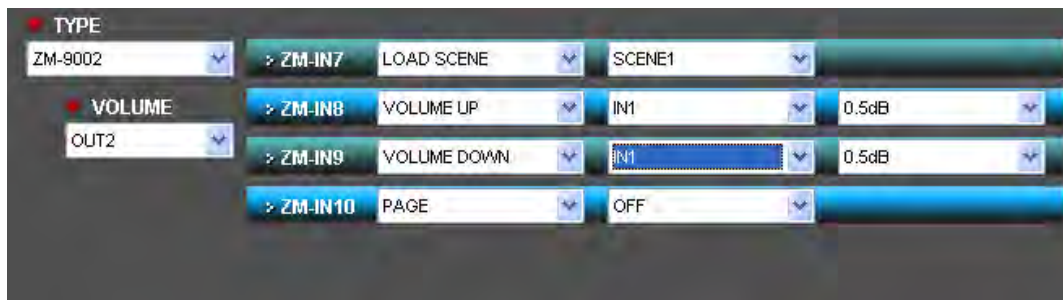 TYPE
ZM-9002
> ZM-IN7 LOAD SCENE SCENE1
VOLUME
> ZM-IN8 VOLUME UP IN1 0.5dB
OUT2
> ZM-IN9 VOLUME DOWN IN1 0.5dB
> ZM-IN10 PAGE OFF